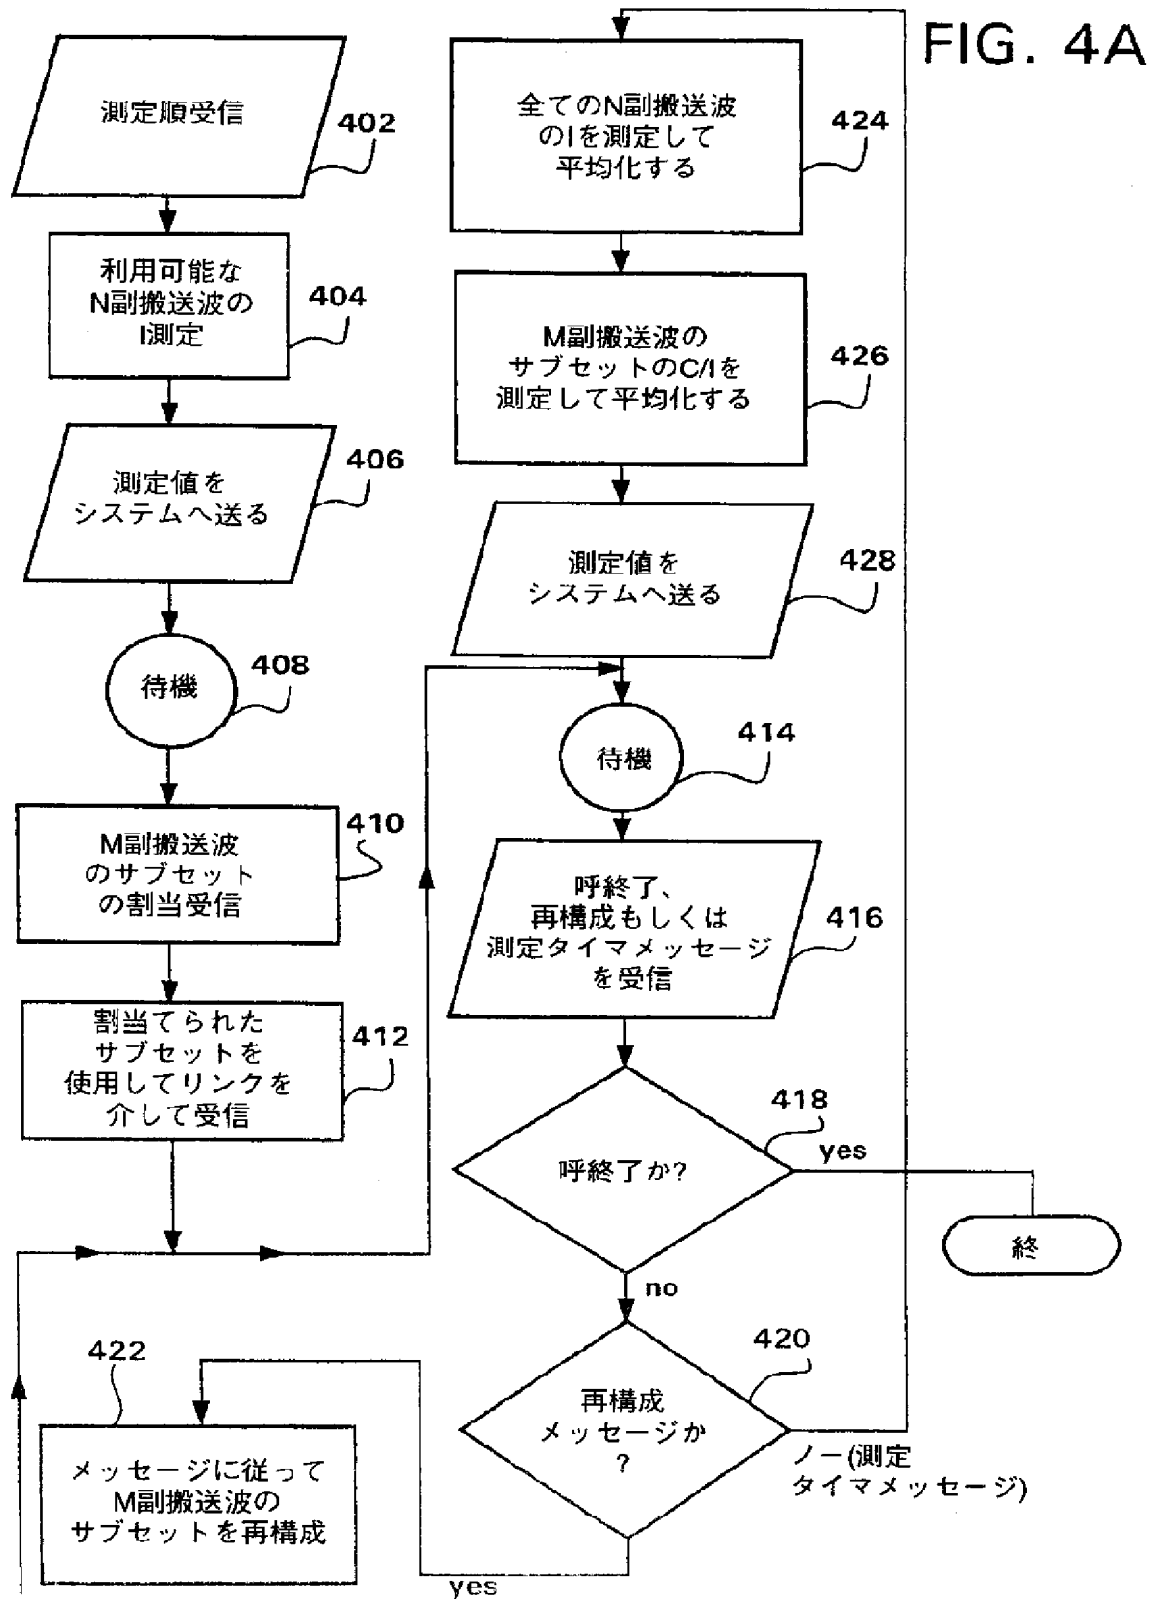 FIG. 4A
測定順受信
402
利用可能な
N副搬送波の
I測定
404
測定値を
システムへ送る
406
待機
408
M副搬送波
のサブセット
の割当受信
410
割当てられた
サブセットを
使用してリンクを
介して受信
412
422
メッセージに従って
M副搬送波の
サブセットを再構成
全てのN副搬送波
のIを測定して
平均化する
424
M副搬送波の
サブセットのC/Iを
測定して平均化する
426
測定値を
システムへ送る
428
待機
414
呼終了、
再構成もしくは
測定タイマメッセージ
を受信
416
呼終了か?
418
yes
終
no
再構成
メッセージか
?
420
ノー(測定
タイマメッセージ)
yes